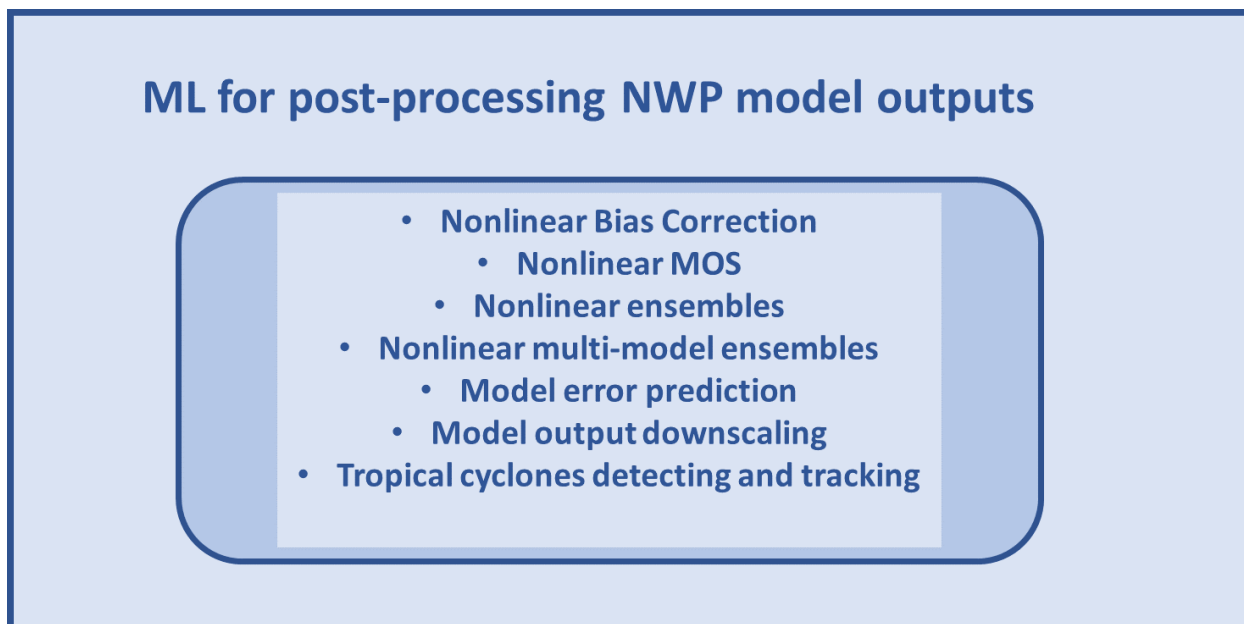 ML for post-processing NWP model outputs
• Nonlinear Bias Correction
• Nonlinear MOS
• Nonlinear ensembles
• Nonlinear multi-model ensembles
• Model error prediction
• Model output downscaling
• Tropical cyclones detecting and tracking